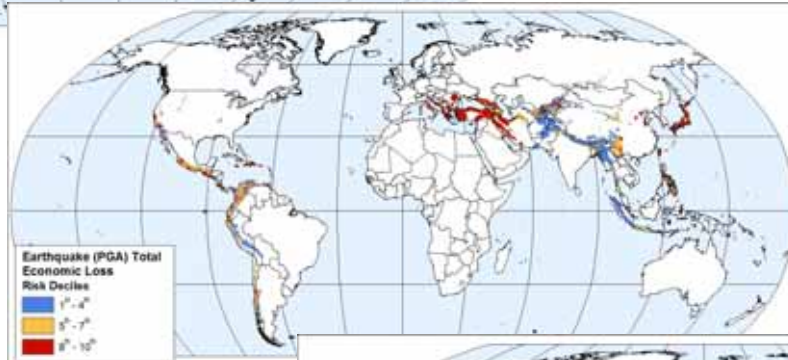 Earthquake (PGA) Total
Economic Loss
Risk Deciles
1st - 4th
5th - 7th
8th - 10th